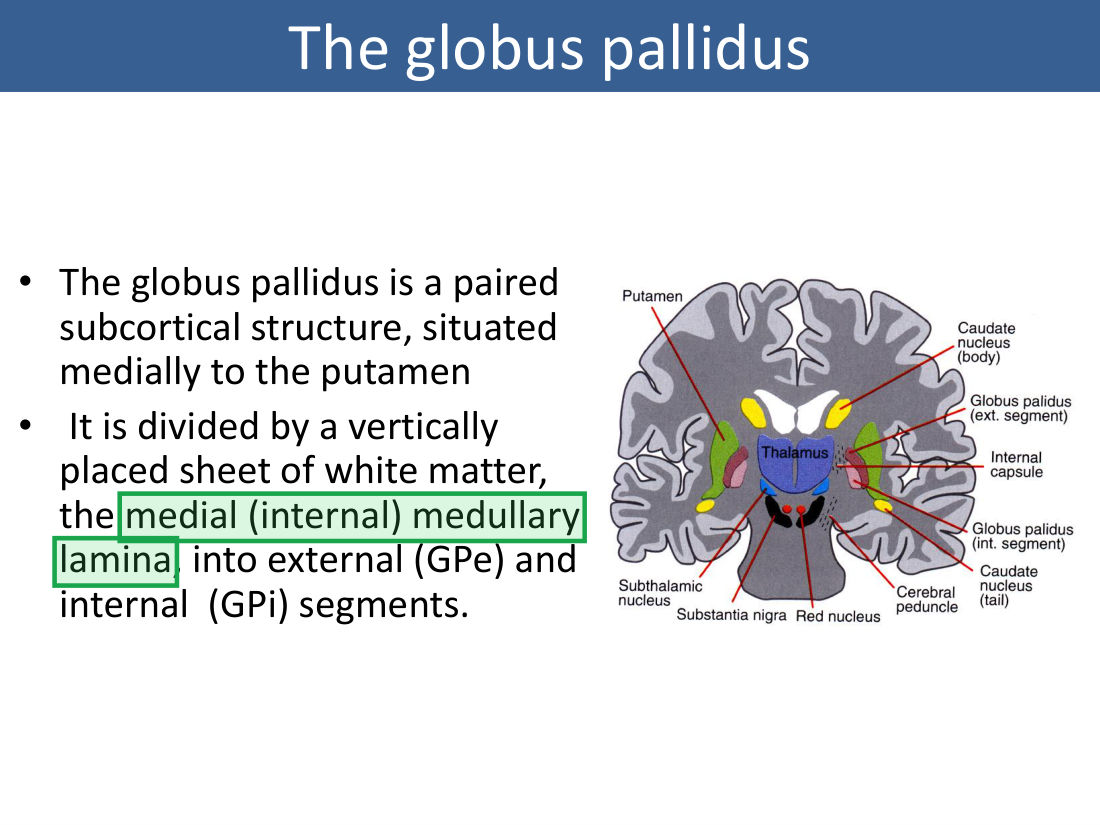 The globus pallidus
• The globus pallidus is a paired
subcortical structure, situated
medially to the putamen
• It is divided by a vertically
placed sheet of white matter,
the medial (internal) medullary
lamina, into external (GPe) and
internal (GPi) segments.
Putamen
Caudate
nucleus
(body)
Globus palidus
(ext. segment)
Thalamus
Internal
capsule
Globus palidus
(int. segment)
Caudate
nucleus
(tail)
Subthalamic
nucleus
Cerebral
peduncle
Substantia nigra
Red nucleus